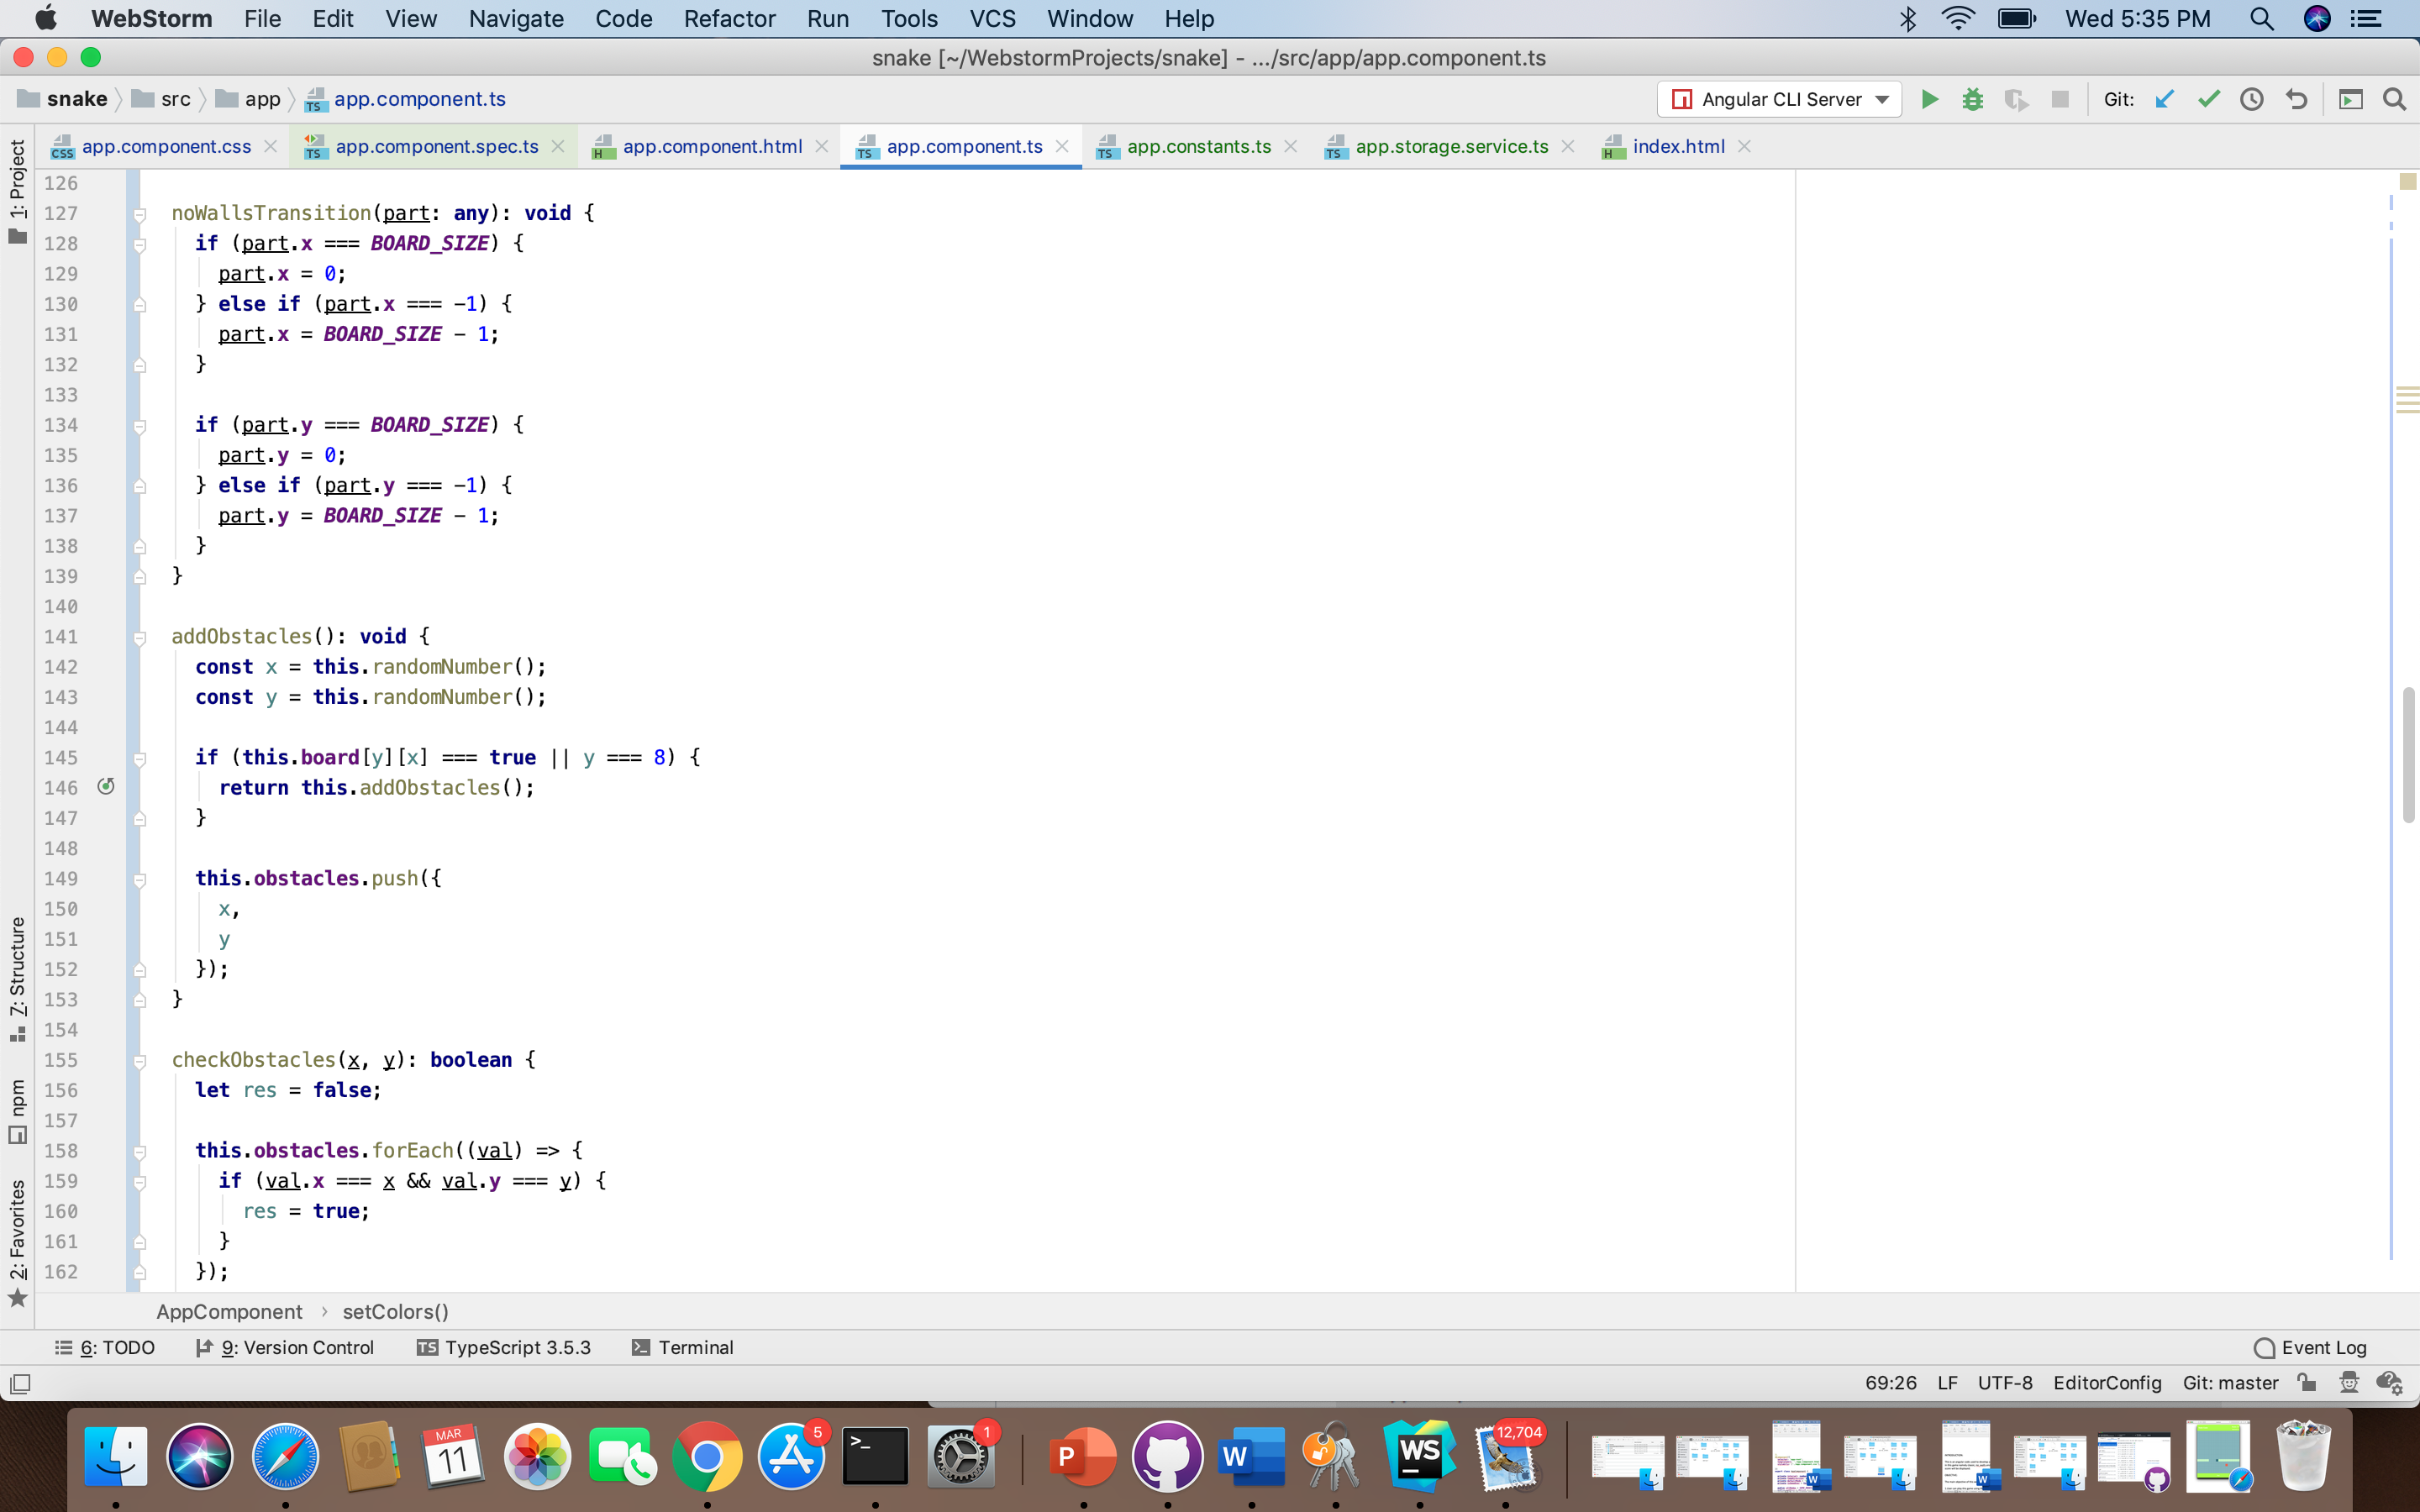 WebStorm File Edit View Navigate Code Refactor Run Tools VCS Window Help Wed 5:35 PM
snake [~/WebstormProjects/snake] - .../src/app/app.component.ts
snake src app app.component.ts Angular CLI Server Git:
app.component.css app.component.spec.ts app.component.html app.component.ts app.constants.ts app.storage.service.ts index.html
1: Project
7: Structure
npm
2: Favorites
126
127 noWallsTransition(part: any): void {
128 if (part.x === BOARD_SIZE) {
129 part.x = 0;
130 } else if (part.x === -1) {
131 part.x = BOARD_SIZE - 1;
132 }
133
134 if (part.y === BOARD_SIZE) {
135 part.y = 0;
136 } else if (part.y === -1) {
137 part.y = BOARD_SIZE - 1;
138 }
139 }
140
141 addObstacles(): void {
142 const x = this.randomNumber();
143 const y = this.randomNumber();
144
145 if (this.board[y][x] === true || y === 8) {
146 return this.addObstacles();
147 }
148
149 this.obstacles.push({
150 x,
151 y
152 });
153 }
154
155 checkObstacles(x, y): boolean {
156 let res = false;
157
158 this.obstacles.forEach((val) => {
159 if (val.x === x && val.y === y) {
160 res = true;
161 }
162 });
AppComponent › setColors()
6: TODO 9: Version Control TypeScript 3.5.3 Terminal Event Log
69:26 LF UTF-8 EditorConfig Git: master
MAR
11
5
>_
1
P
W
WS
12,704